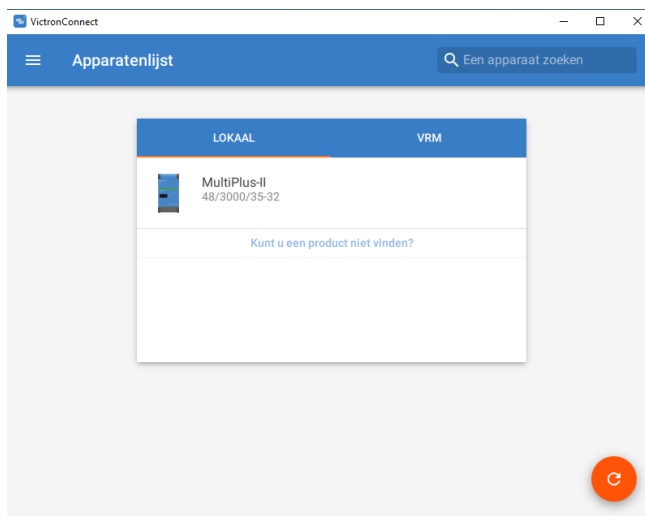 VictronConnect
Apparatenlijst
Een apparaat zoeken
LOKAAL
VRM
MultiPlus-II
48/3000/35-32
Kunt u een product niet vinden?